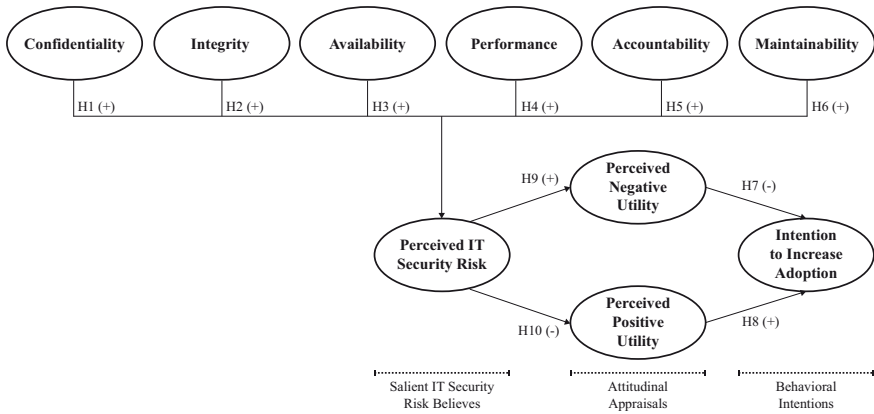 Confidentiality
Integrity
Availability
Performance
Accountability
Maintainability
H1 (+)
H2 (+)
H3 (+)
H4 (+)
H5 (+)
H6 (+)
H9 (+)
Perceived
Negative
Utility
H7 (-)
Perceived IT
Security Risk
Intention
to Increase
Adoption
H10 (-)
Perceived
Positive
Utility
H8 (+)
Salient IT Security
Risk Believes
Attitudinal
Appraisals
Behavioral
Intentions